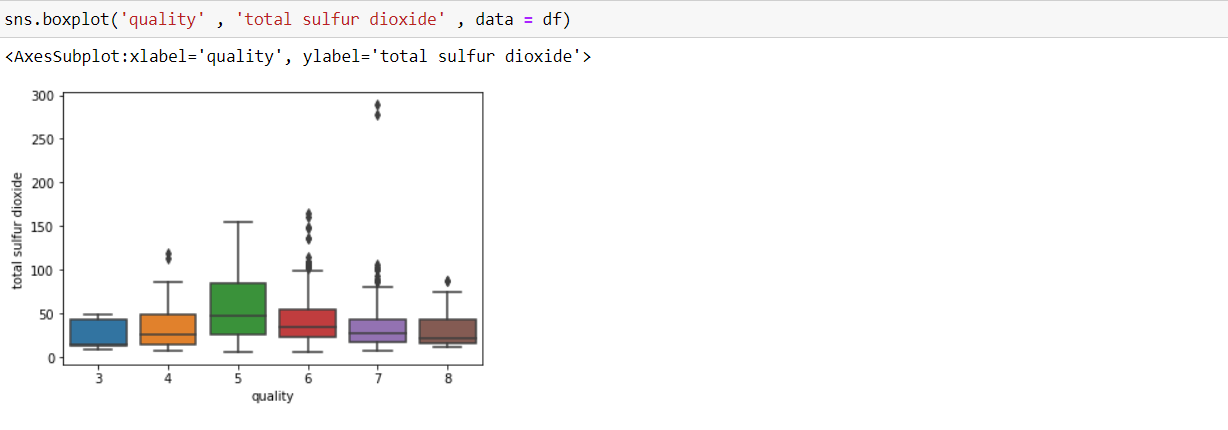 sns.boxplot('quality' , 'total sulfur dioxide' , data = df)
<AxesSubplot:xlabel='quality', ylabel='total sulfur dioxide'>
300
250
200
150
100
50
0
total sulfur dioxide
3 4 5 6 7 8
quality